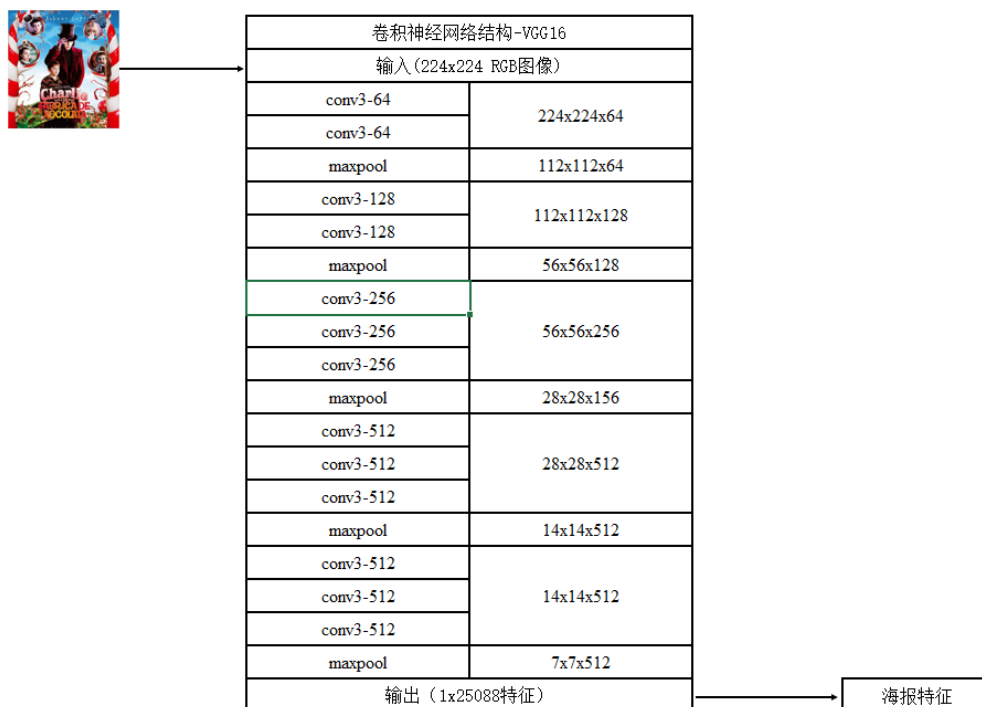 Charlie
FABRICA DE
卷积神经网络结构-VGG16
输入(224x224 RGB图像)
conv3-64
224x224x64
conv3-64
maxpool
112x112x64
conv3-128
112x112x128
conv3-128
maxpool
56x56x128
conv3-256
conv3-256
56x56x256
conv3-256
maxpool
28x28x156
conv3-512
conv3-512
28x28x512
conv3-512
maxpool
14x14x512
conv3-512
conv3-512
14x14x512
conv3-512
maxpool
7x7x512
输出（1x25088特征）
海报特征